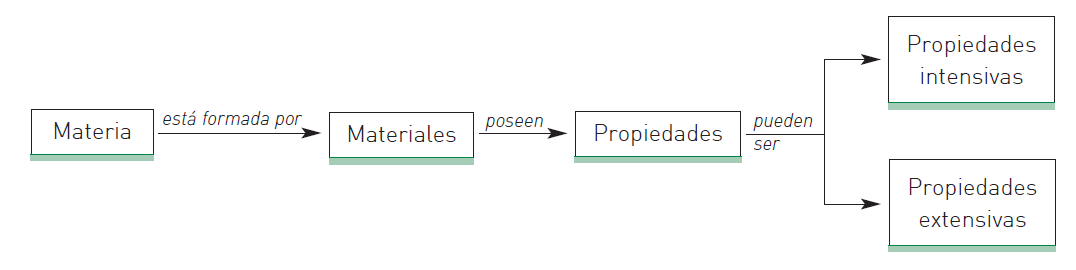 Materia
está formada por
Materiales
poseen
Propiedades
pueden
ser
Propiedades
intensivas
Propiedades
extensivas